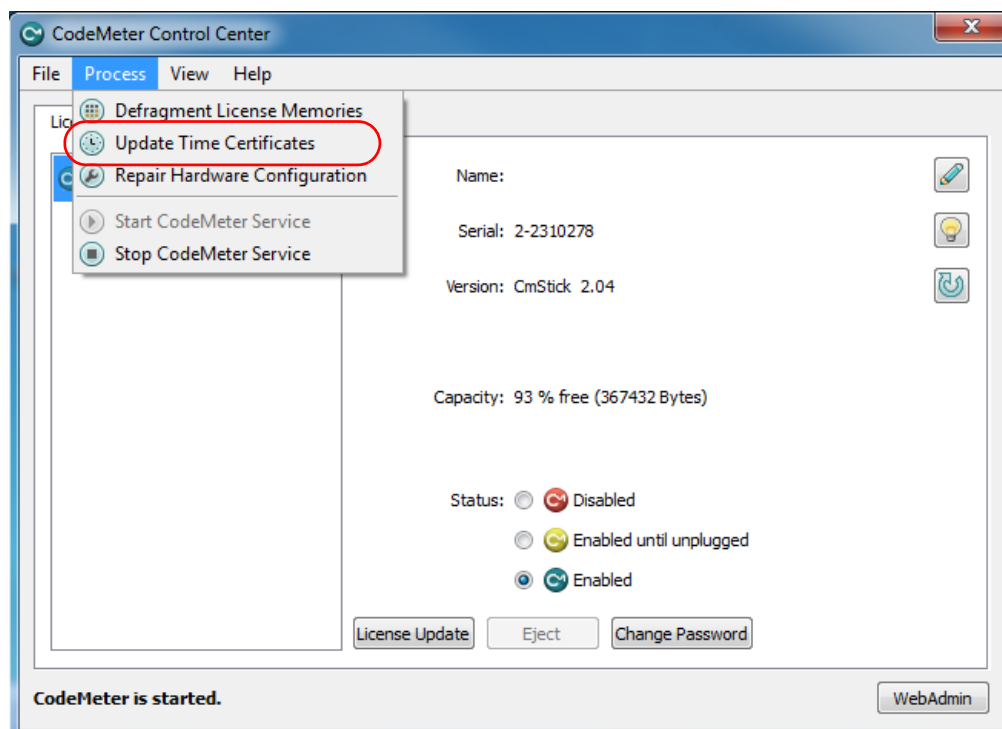 CodeMeter Control Center
File Process View Help
Defragment License Memories
Update Time Certificates
Repair Hardware Configuration
Start CodeMeter Service
Stop CodeMeter Service
Name:
Serial: 2-2310278
Version: CmStick 2.04
Capacity: 93 % free (367432 Bytes)
Status: Disabled
Enabled until unplugged
Enabled
License Update Eject Change Password
CodeMeter is started. WebAdmin